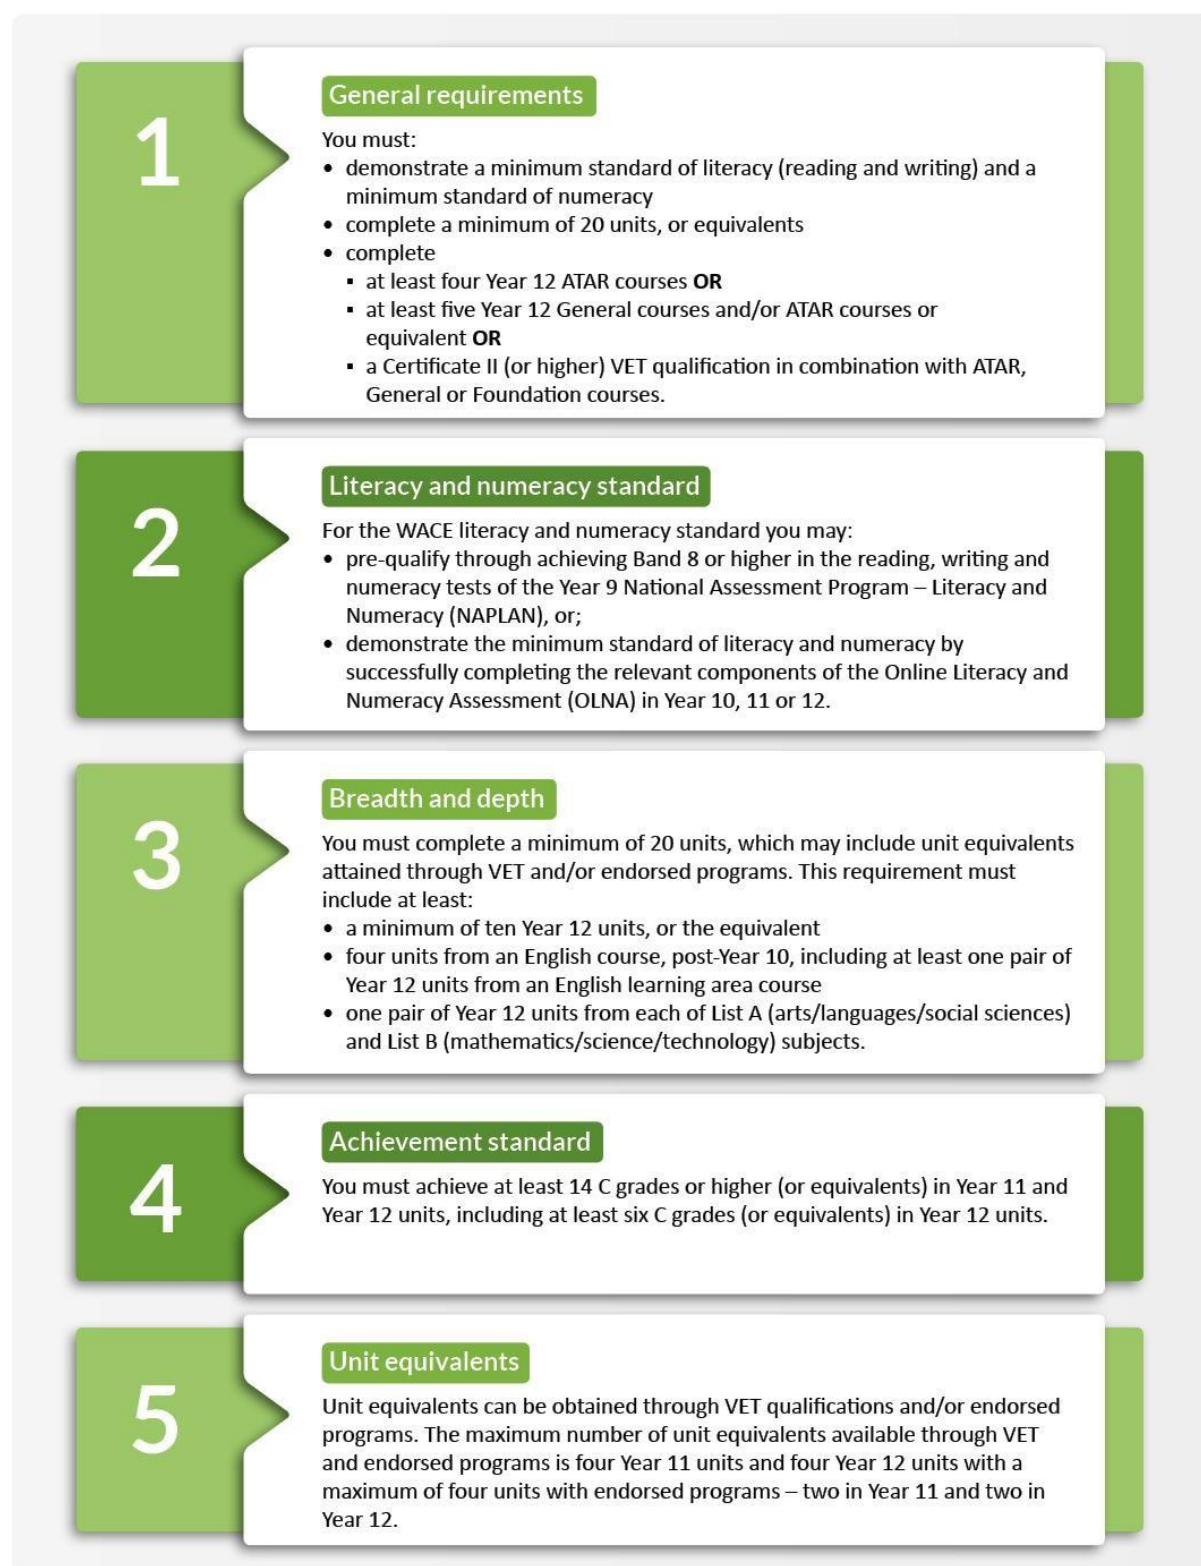 1
General requirements
You must:
• demonstrate a minimum standard of literacy (reading and writing) and a
minimum standard of numeracy
• complete a minimum of 20 units, or equivalents
• complete
▪ at least four Year 12 ATAR courses OR
▪ at least five Year 12 General courses and/or ATAR courses or
equivalent OR
▪ a Certificate II (or higher) VET qualification in combination with ATAR,
General or Foundation courses.
2
Literacy and numeracy standard
For the WACE literacy and numeracy standard you may:
• pre-qualify through achieving Band 8 or higher in the reading, writing and
numeracy tests of the Year 9 National Assessment Program – Literacy and
Numeracy (NAPLAN), or;
• demonstrate the minimum standard of literacy and numeracy by
successfully completing the relevant components of the Online Literacy and
Numeracy Assessment (OLNA) in Year 10, 11 or 12.
3
Breadth and depth
You must complete a minimum of 20 units, which may include unit equivalents
attained through VET and/or endorsed programs. This requirement must
include at least:
• a minimum of ten Year 12 units, or the equivalent
• four units from an English course, post-Year 10, including at least one pair of
Year 12 units from an English learning area course
• one pair of Year 12 units from each of List A (arts/languages/social sciences)
and List B (mathematics/science/technology) subjects.
4
Achievement standard
You must achieve at least 14 C grades or higher (or equivalents) in Year 11 and
Year 12 units, including at least six C grades (or equivalents) in Year 12 units.
5
Unit equivalents
Unit equivalents can be obtained through VET qualifications and/or endorsed
programs. The maximum number of unit equivalents available through VET
and endorsed programs is four Year 11 units and four Year 12 units with a
maximum of four units with endorsed programs – two in Year 11 and two in
Year 12.